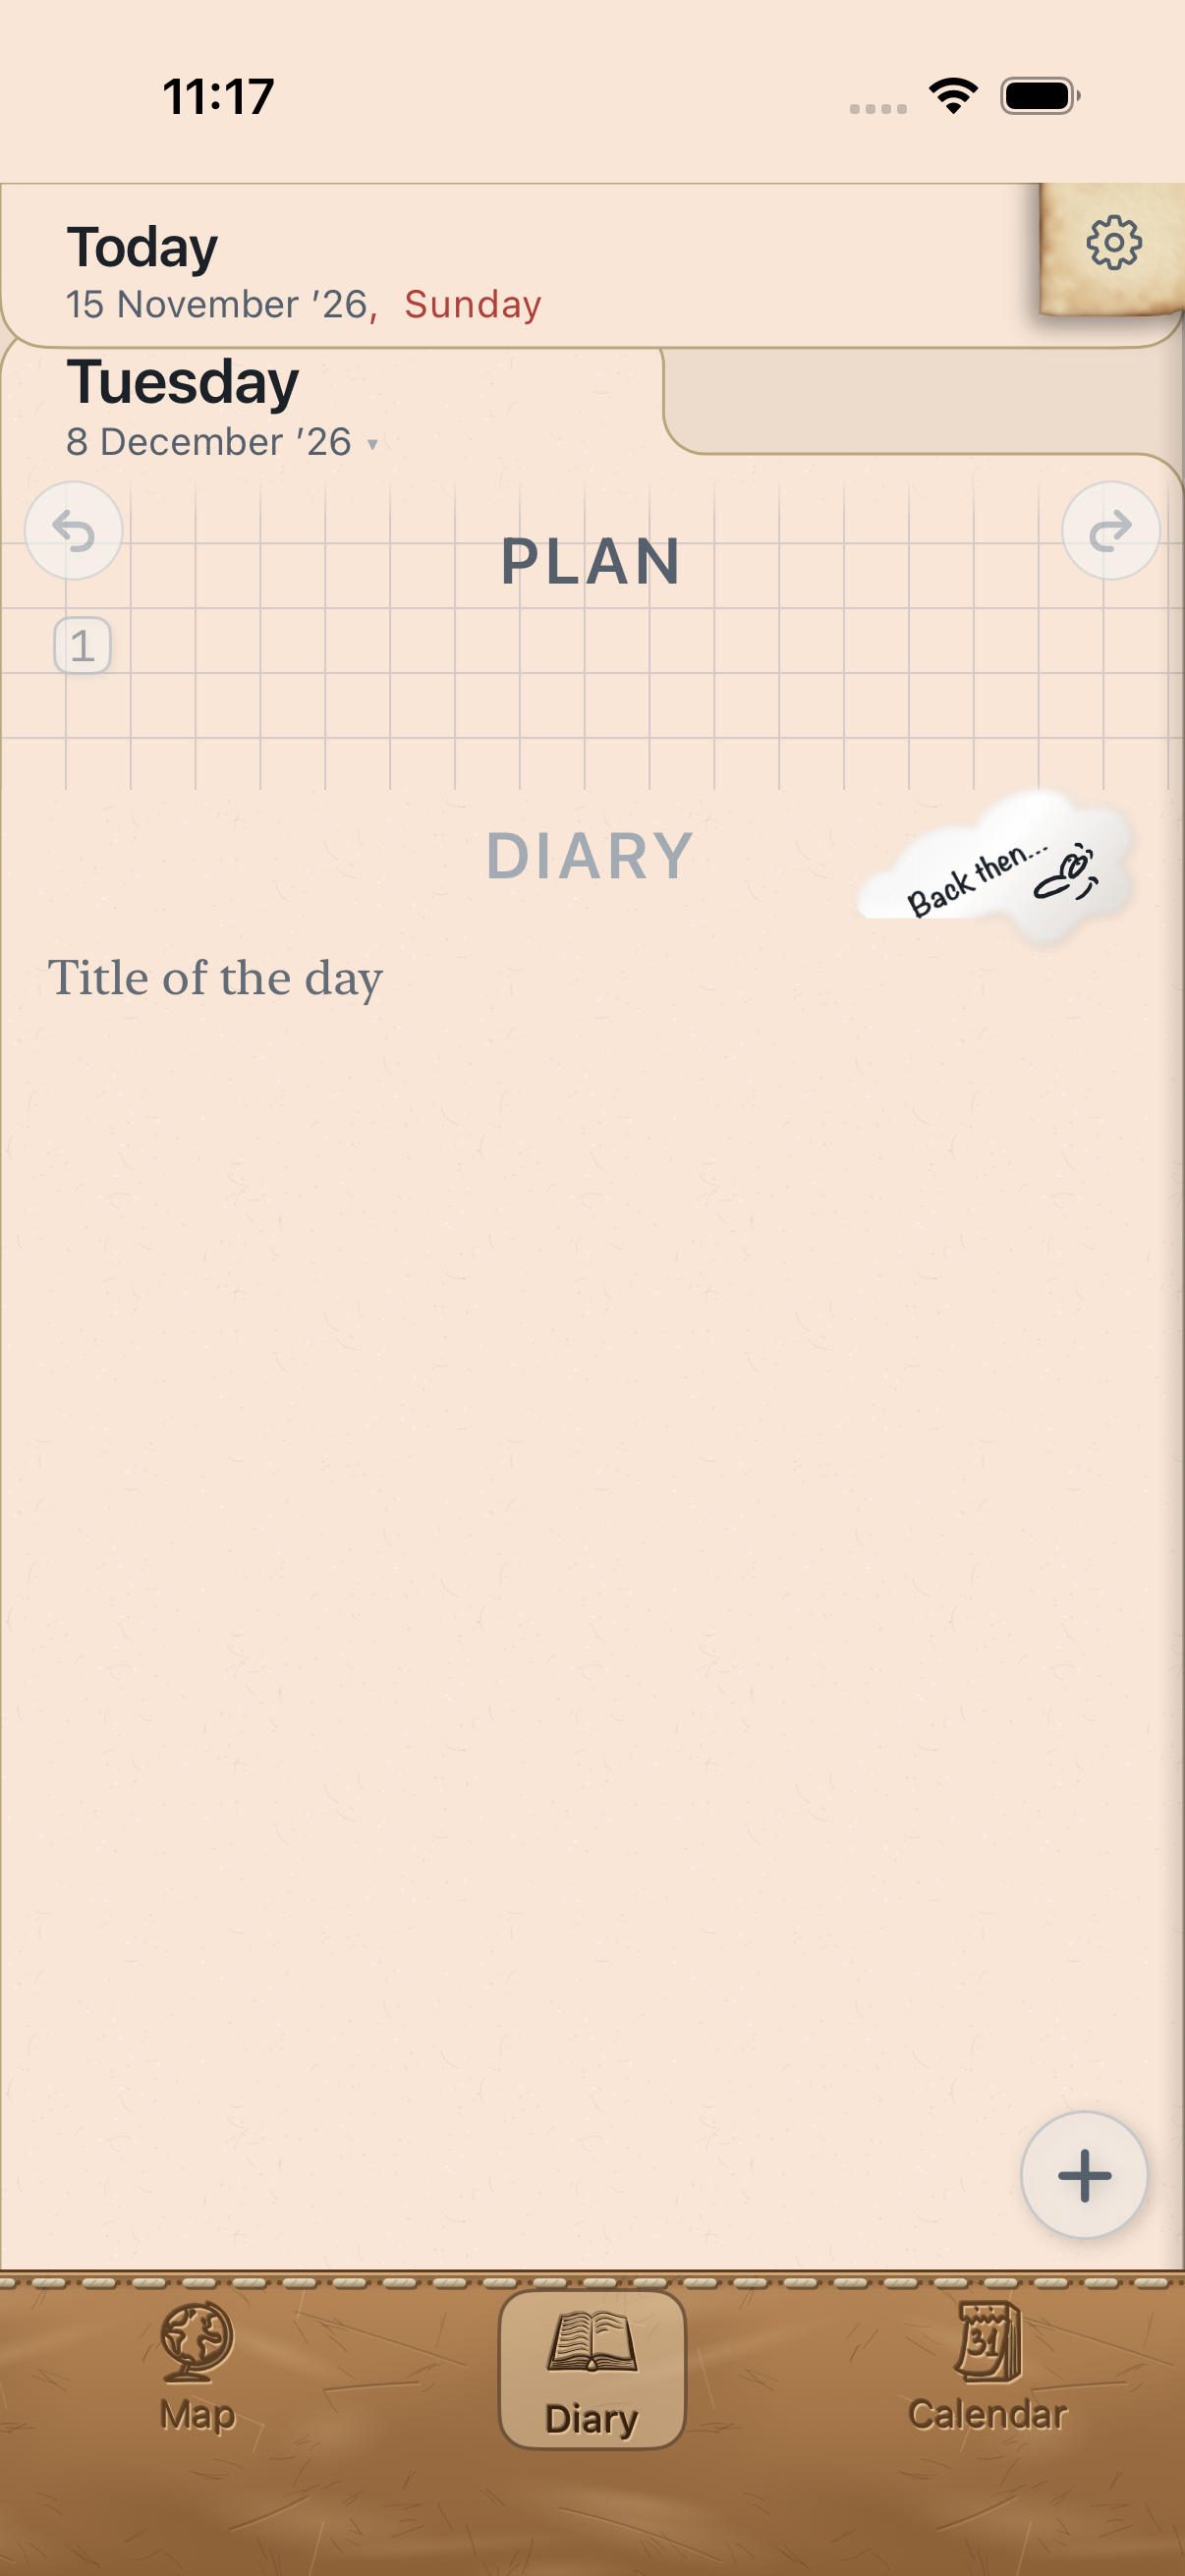 11:17
Today
15 November ’26, Sunday
Tuesday
8 December ’26 ▾
PLAN
1
DIARY
Back then...
Title of the day
31
Map
Diary
Calendar